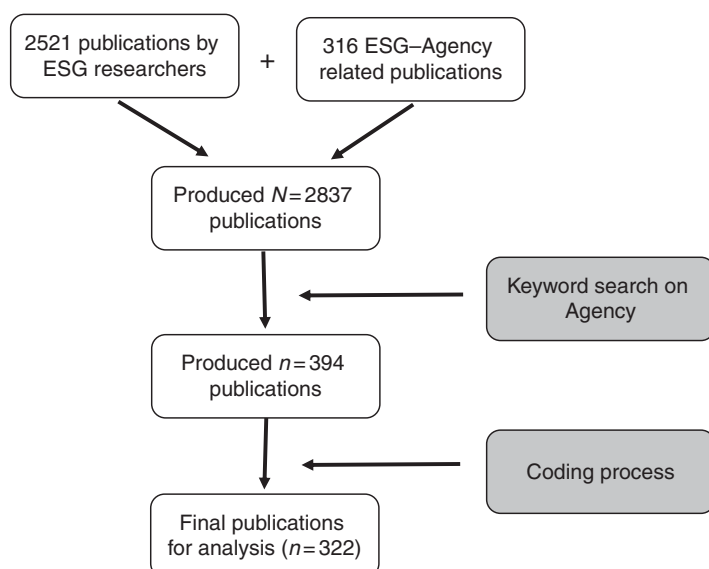 2521 publications by
ESG researchers
+
316 ESG–Agency
related publications
Produced N=2837
publications
Keyword search on
Agency
Produced n=394
publications
Coding process
Final publications
for analysis (n=322)